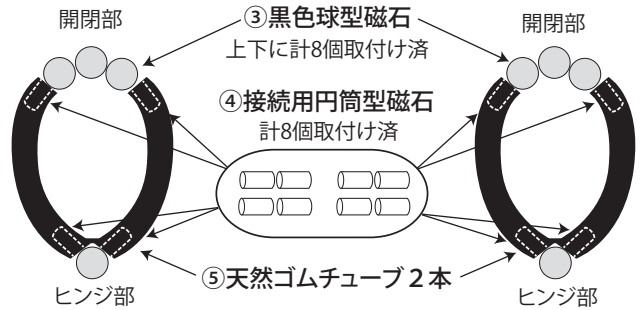 開閉部
③黒色球型磁石
上下に計8個取付け済
開閉部
④接続用円筒型磁石
計8個取付け済
⑤天然ゴムチューブ2本
ヒンジ部
ヒンジ部